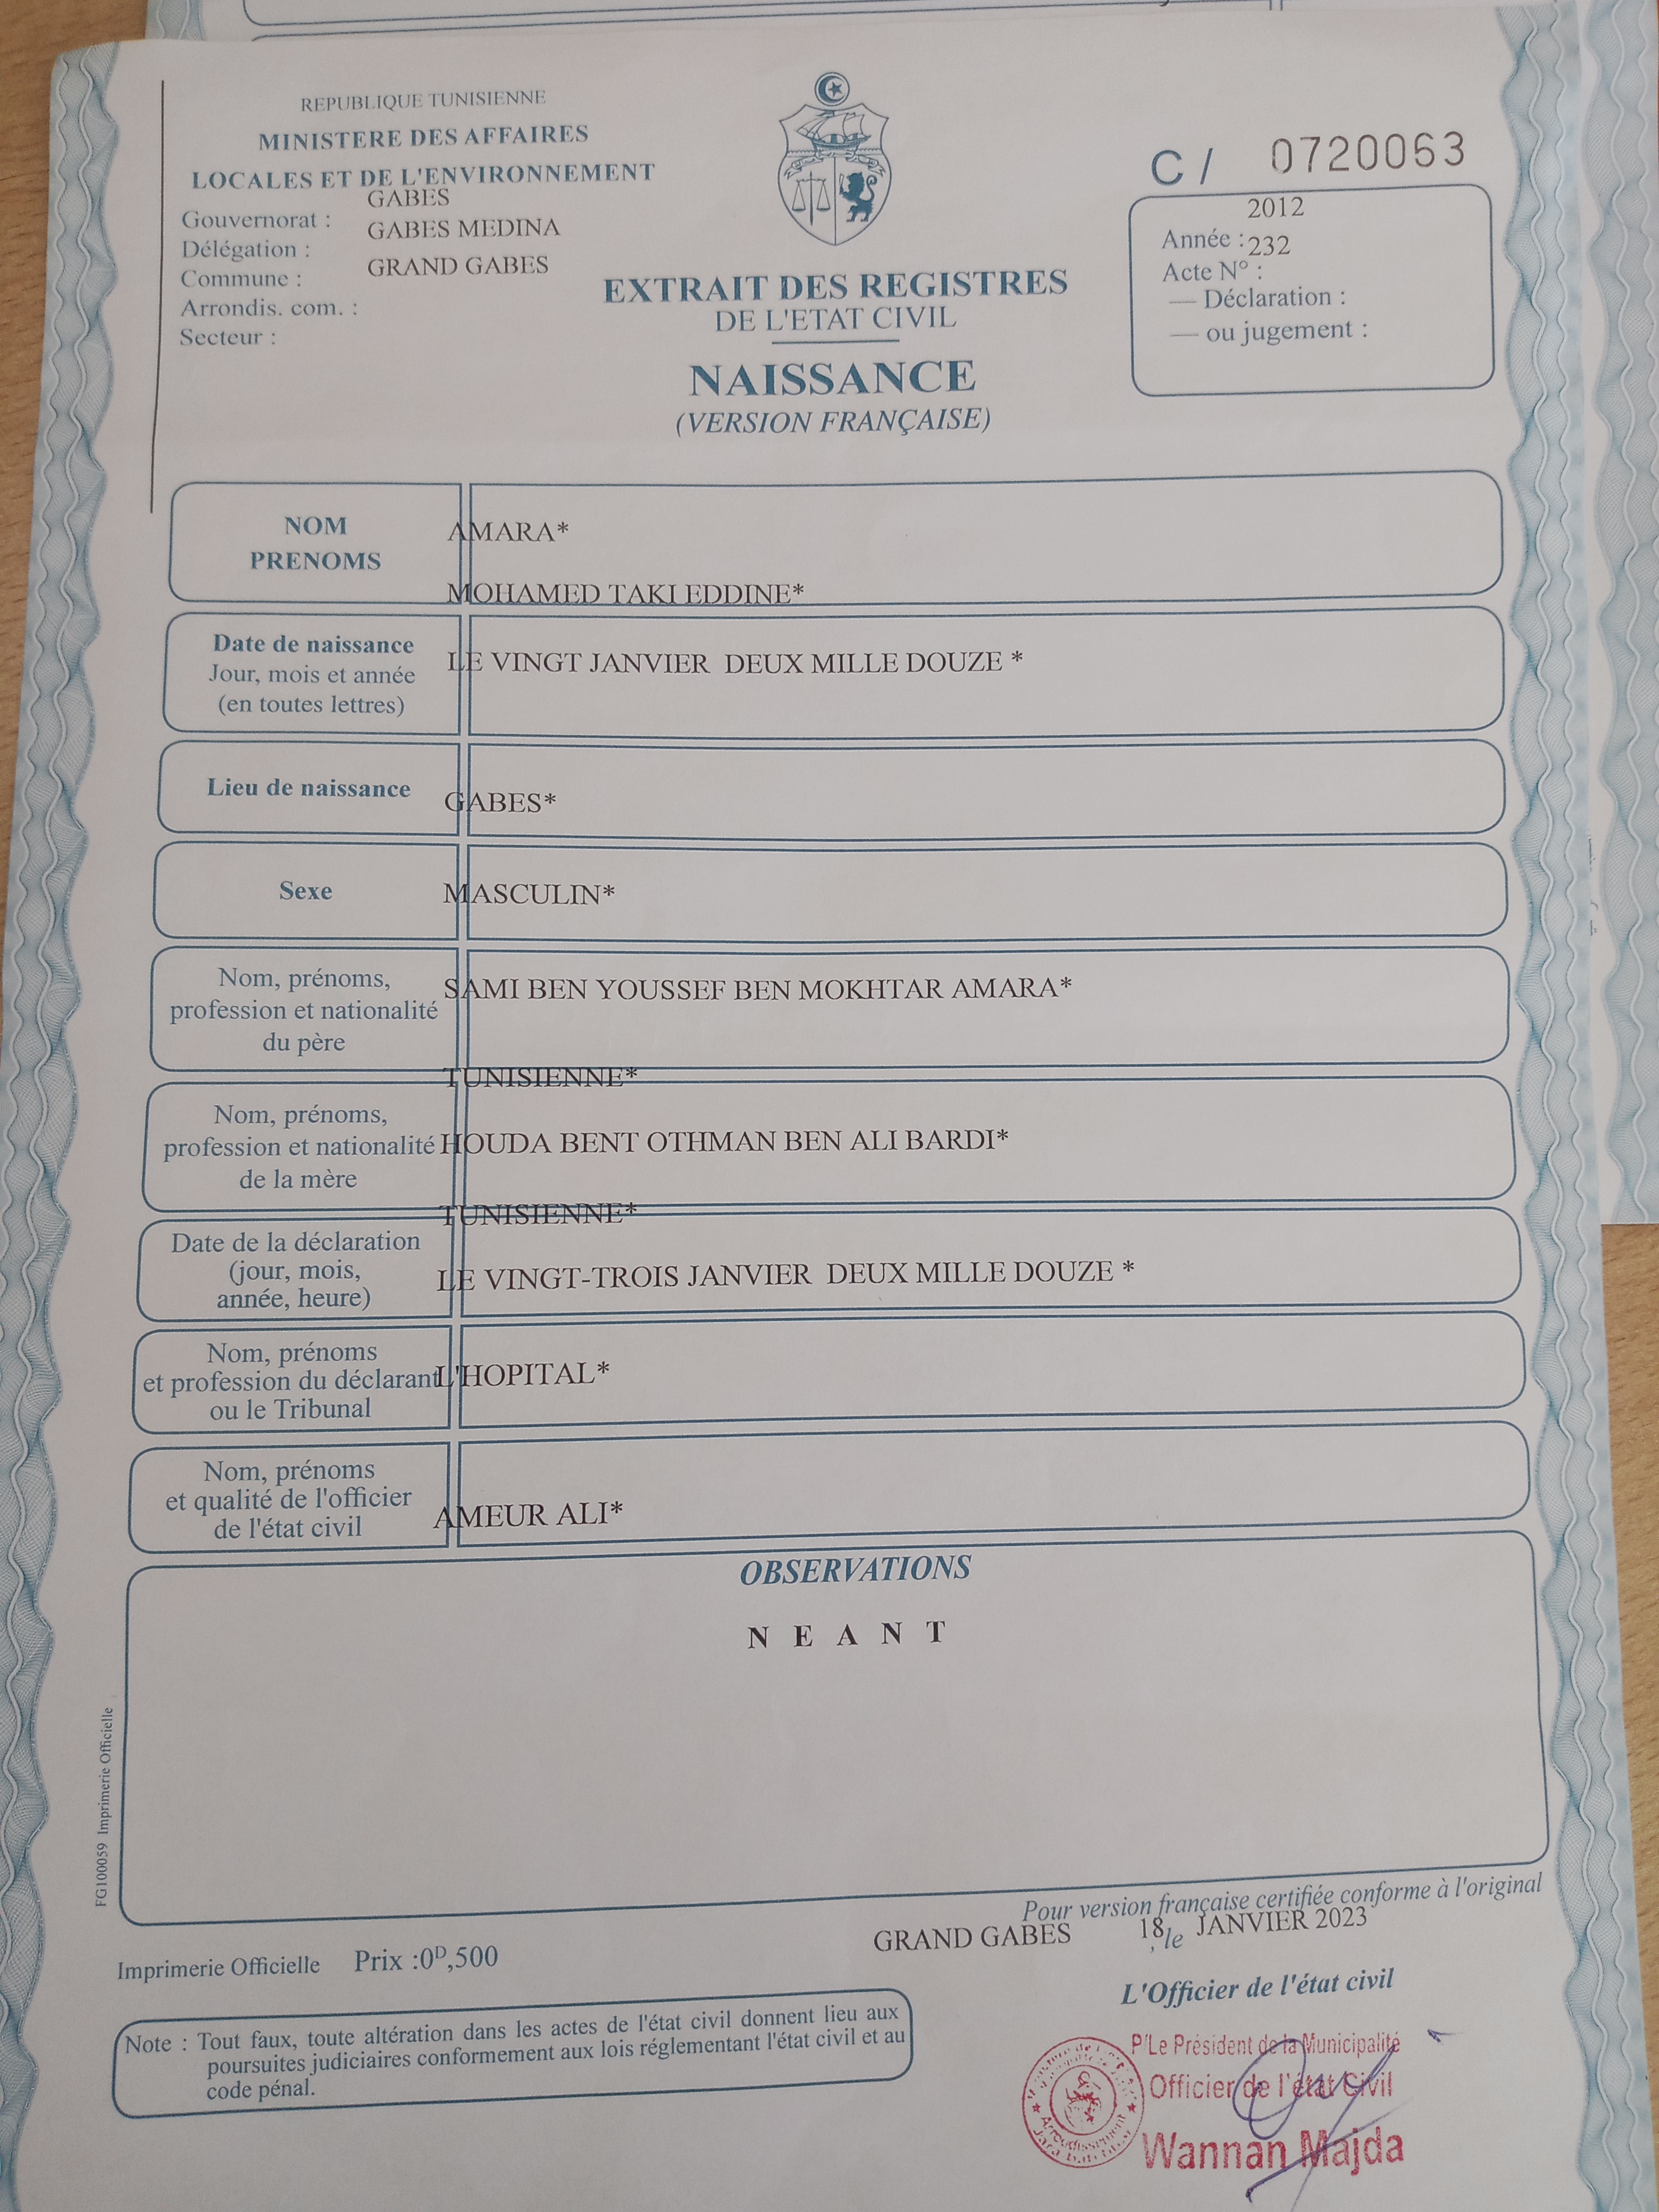 REPUBLIQUE TUNISIENNE
MINISTERE DES AFFAIRES
LOCALES ET DE L'ENVIRONNEMENT
GABES
Gouvernorat :
GABES MEDINA
Délégation :
GRAND GABES
Commune :
Arrondis. com. :
Secteur :
C / 0720063
2012
Année :
232
Acte N° :
— Déclaration :
— ou jugement :
EXTRAIT DES REGISTRES
DE L'ETAT CIVIL
NAISSANCE
(VERSION FRANÇAISE)
NOM
PRENOMS
AMARA*
MOHAMED TAKI EDDINE*
Date de naissance
Jour, mois et année
(en toutes lettres)
LE VINGT JANVIER DEUX MILLE DOUZE *
Lieu de naissance
GABES*
Sexe
MASCULIN*
Nom, prénoms,
profession et nationalité
du père
SAMI BEN YOUSSEF BEN MOKHTAR AMARA*
TUNISIENNE*
Nom, prénoms,
profession et nationalité
de la mère
HOUDA BENT OTHMAN BEN ALI BARDI*
TUNISIENNE*
Date de la déclaration
(jour, mois,
année, heure)
LE VINGT-TROIS JANVIER DEUX MILLE DOUZE *
Nom, prénoms
et profession du déclarant
ou le Tribunal
L'HOPITAL*
Nom, prénoms
et qualité de l'officier
de l'état civil
AMEUR ALI*
OBSERVATIONS
N E A N T
FG100059 Imprimerie Officielle
Pour version française certifiée conforme à l'original
GRAND GABES 18 , le JANVIER 2023
Imprimerie Officielle Prix :0ᴰ,500
L'Officier de l'état civil
Note : Tout faux, toute altération dans les actes de l'état civil donnent lieu aux
poursuites judiciaires conformement aux lois réglementant l'état civil et au
code pénal.
P'Le Président de la Municipalité
Officier de l'état Civil
Wannan Majda
Arrondissement